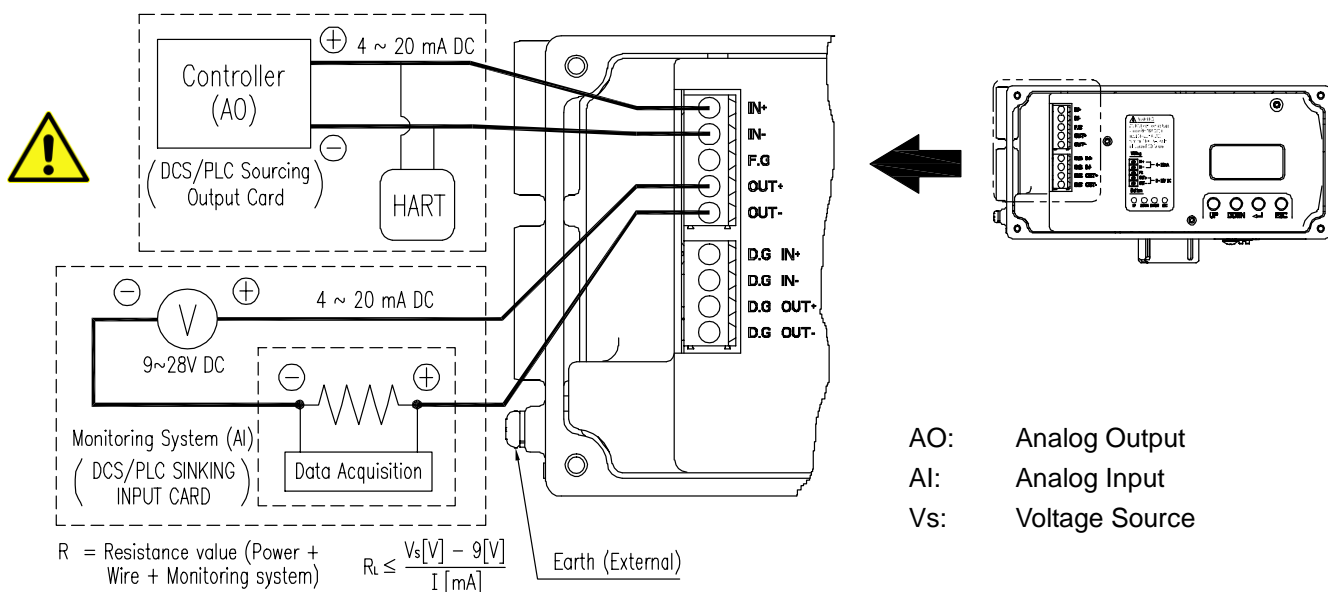 4 ~ 20 mA DC
Controller
(AO)
(DCS/PLC Sourcing
Output Card)
HART
IN+
IN-
F.G
OUT+
OUT-
D.G IN+
D.G IN-
D.G OUT+
D.G OUT-
4 ~ 20 mA DC
V
9~28V DC
Monitoring System (AI)
(DCS/PLC SINKING
INPUT CARD)
Data Acquisition
R = Resistance value (Power +
Wire + Monitoring system)
RL ≤ Vs[V] - 9[V]
I [mA]
Earth (External)
UP DOWN ESC
AO: Analog Output
AI: Analog Input
Vs: Voltage Source